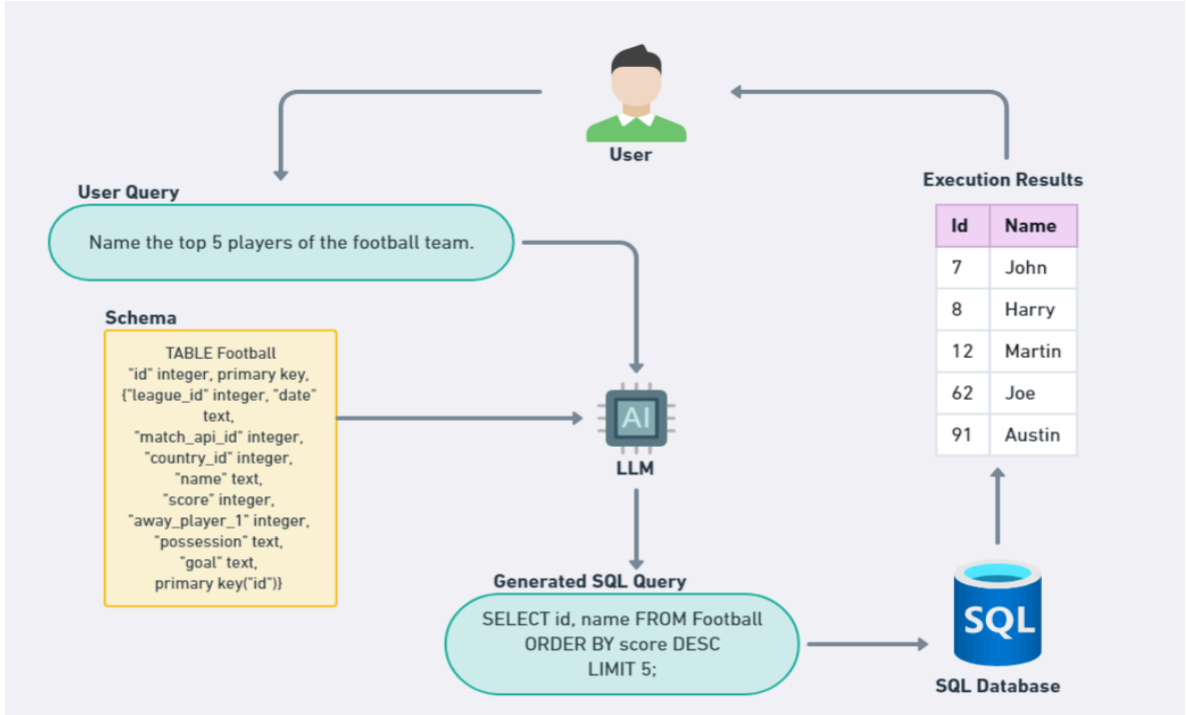 User
User Query
Name the top 5 players of the football team.
Schema
TABLE Football
"id" integer, primary key,
{"league_id" integer, "date"
text,
"match_api_id" integer,
"country_id" integer,
"name" text,
"score" integer,
"away_player_1" integer,
"possession" text,
"goal" text,
primary key("id")}
AI
LLM
Generated SQL Query
SELECT id, name FROM Football
ORDER BY score DESC
LIMIT 5;
SQL
SQL Database
Execution Results
Id Name
7 John
8 Harry
12 Martin
62 Joe
91 Austin